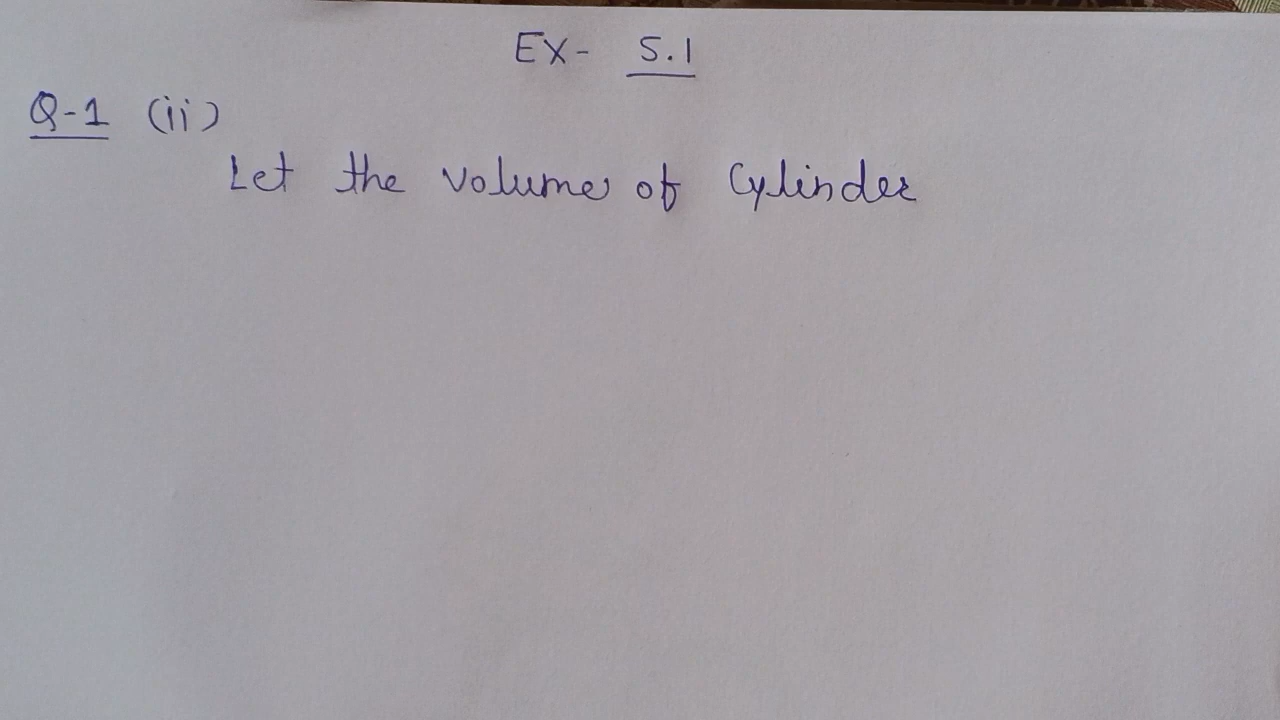 EX- 5.1
Q-1 (ii)
Let the volume of Cylinder